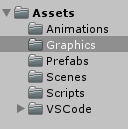 Assets
Animations
Graphics
Prefabs
Scenes
Scripts
VSCode